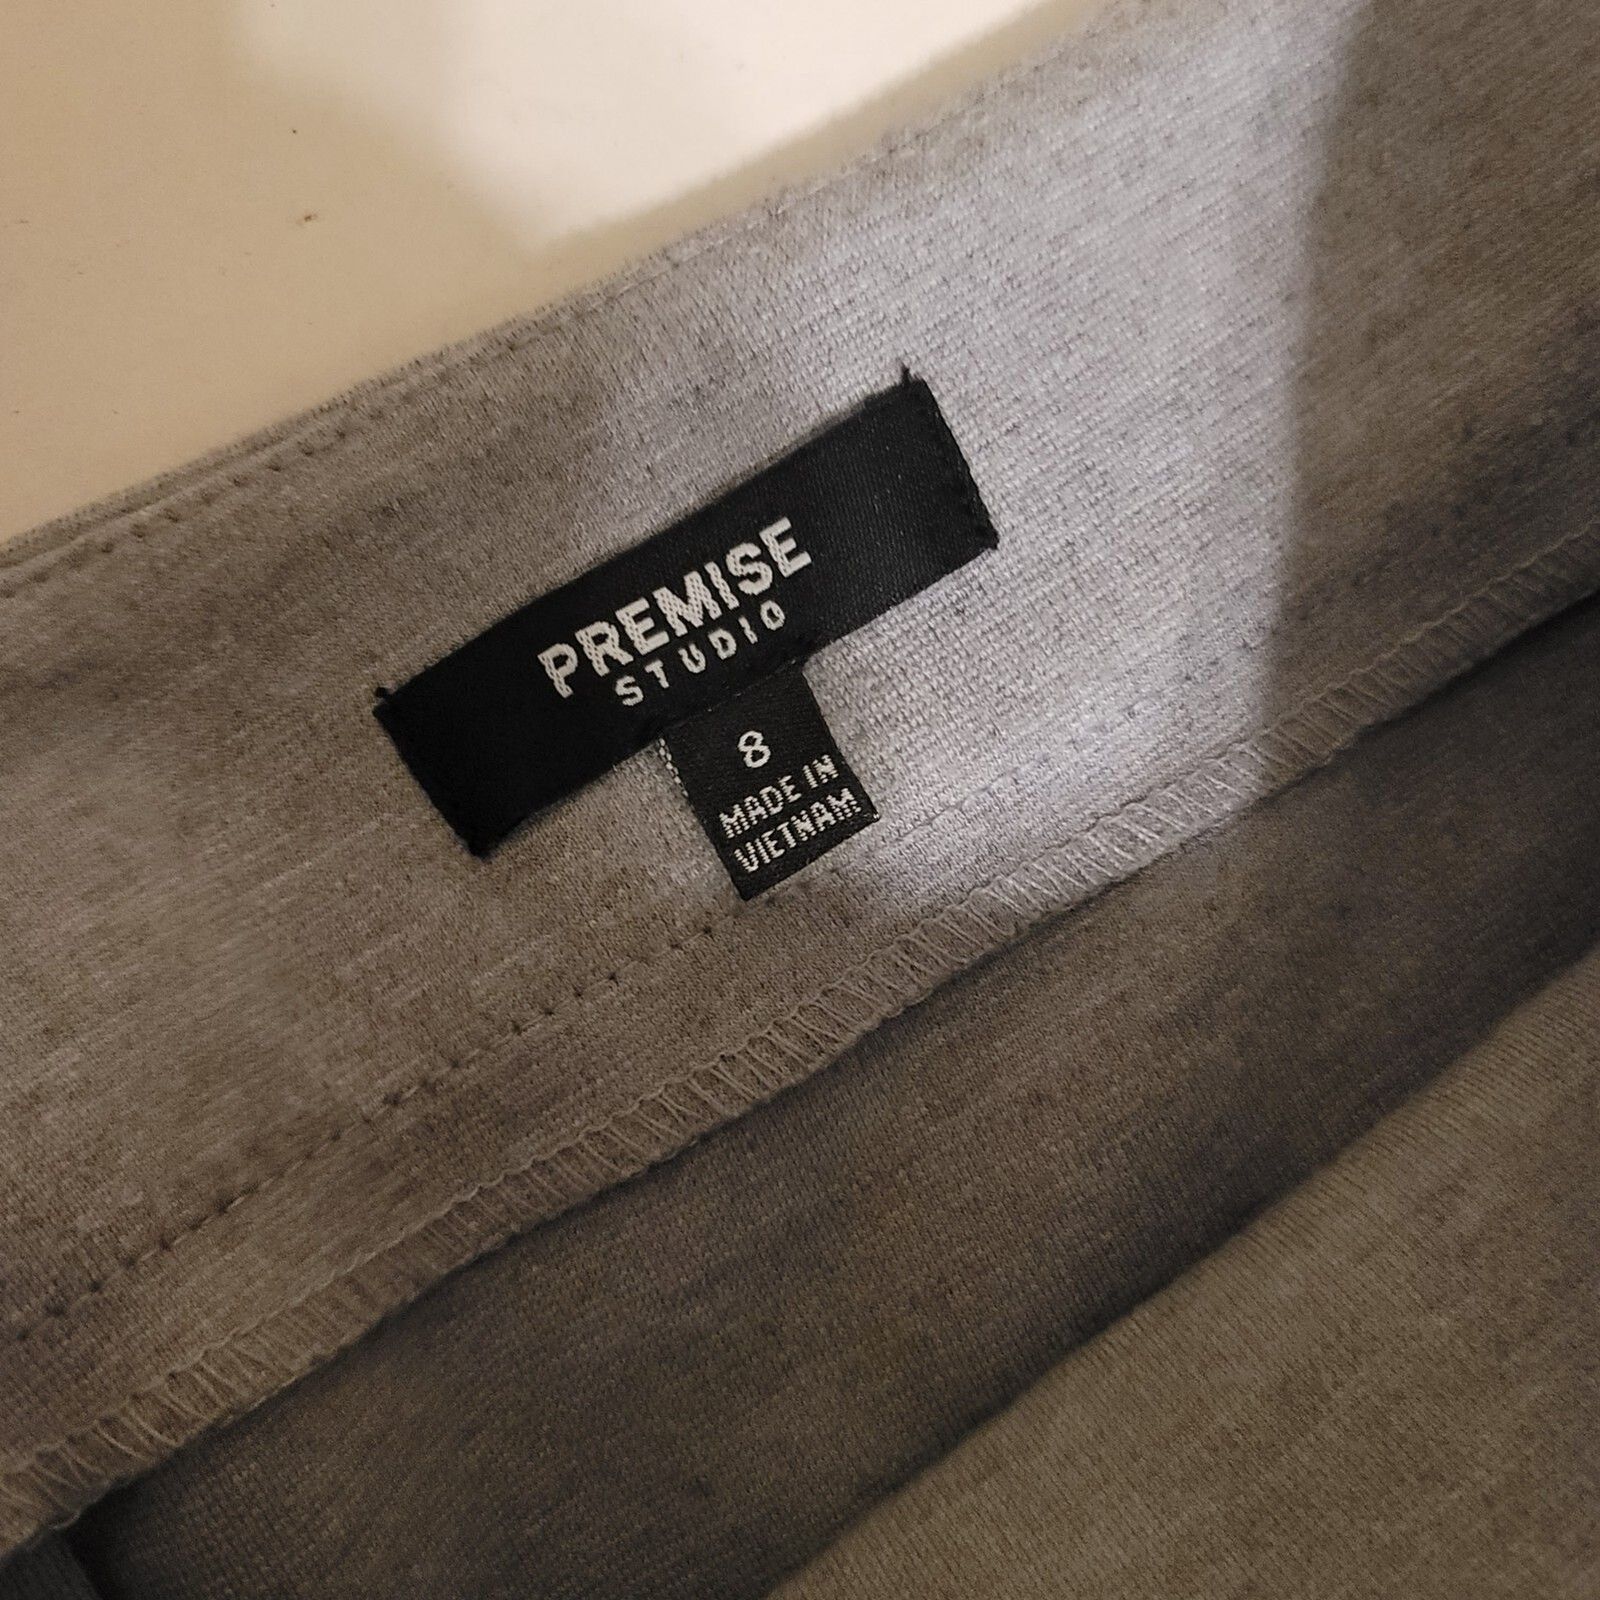 PREMISE
STUDIO
8
MADE IN
VIETNAM